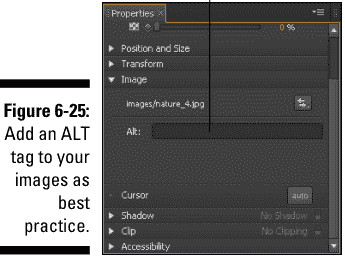 Properties ×
0 %
Position and Size
Transform
Image
images/nature_4.jpg
Alt:
Cursor
auto
Shadow
No Shadow
Clip
No Clipping
Accessibility
Figure 6-25:
Add an ALT
tag to your
images as
best
practice.